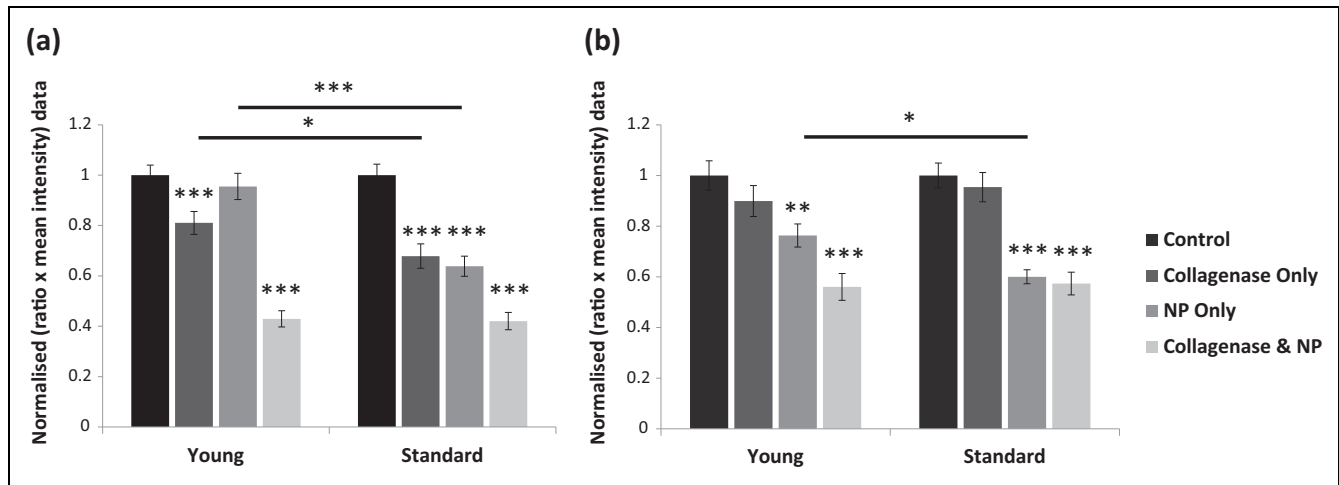 (a)
Normalised (ratio x mean intensity) data
1.2
1
0.8
0.6
0.4
0.2
0
***
*
***
***
*** ***
***
Young
Standard
(b)
Normalised (ratio x mean intensity) data
1.2
1
0.8
0.6
0.4
0.2
0
*
**
***
*** ***
Young
Standard
Control
Collagenase Only
NP Only
Collagenase & NP